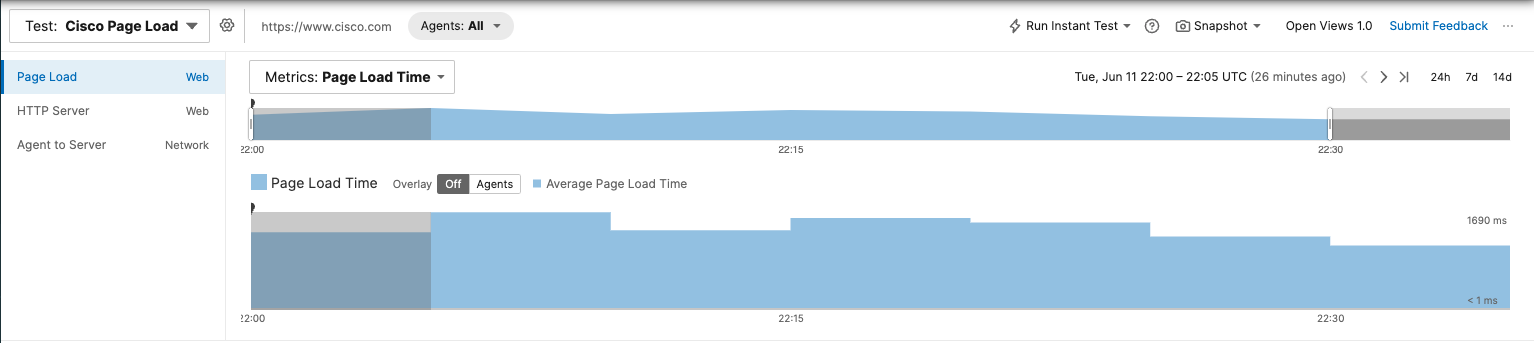 Test: Cisco Page Load https://www.cisco.com Agents: All Run Instant Test Snapshot Open Views 1.0 Submit Feedback ...
Page Load Web
HTTP Server Web
Agent to Server Network
Metrics: Page Load Time Tue, Jun 11 22:00 – 22:05 UTC (26 minutes ago) 24h 7d 14d
22:00 22:15 22:30
Page Load Time Overlay Off Agents Average Page Load Time
1690 ms
< 1 ms
22:00 22:15 22:30